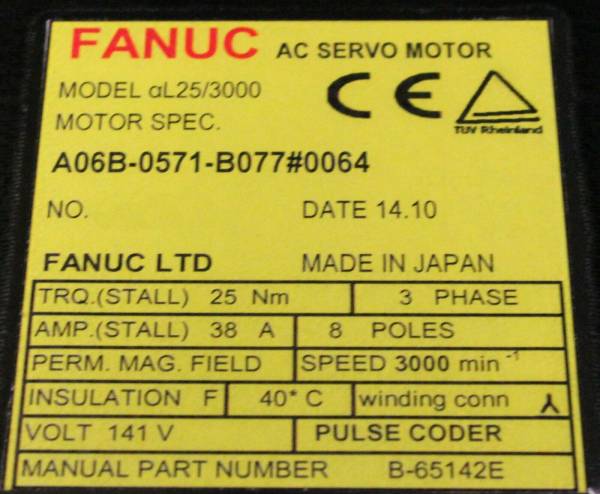 FANUC AC SERVO MOTOR
MODEL αL25/3000
MOTOR SPEC.
TUV Rheinland
A06B-0571-B077#0064
NO. DATE 14.10
FANUC LTD MADE IN JAPAN
TRQ.(STALL) 25 Nm 3 PHASE
AMP.(STALL) 38 A 8 POLES
PERM. MAG. FIELD SPEED 3000 min⁻¹
INSULATION F 40° C winding conn
VOLT 141 V PULSE CODER
MANUAL PART NUMBER B-65142E